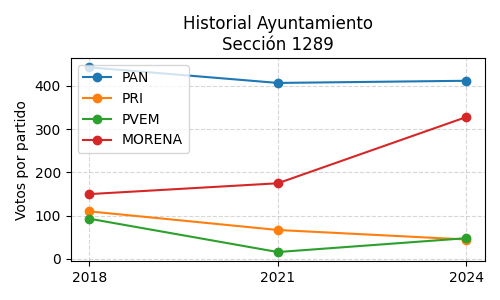 Historial Ayuntamiento
Sección 1289
Votos por partido
400
300
200
100
0
PAN
PRI
PVEM
MORENA
2018
2021
2024